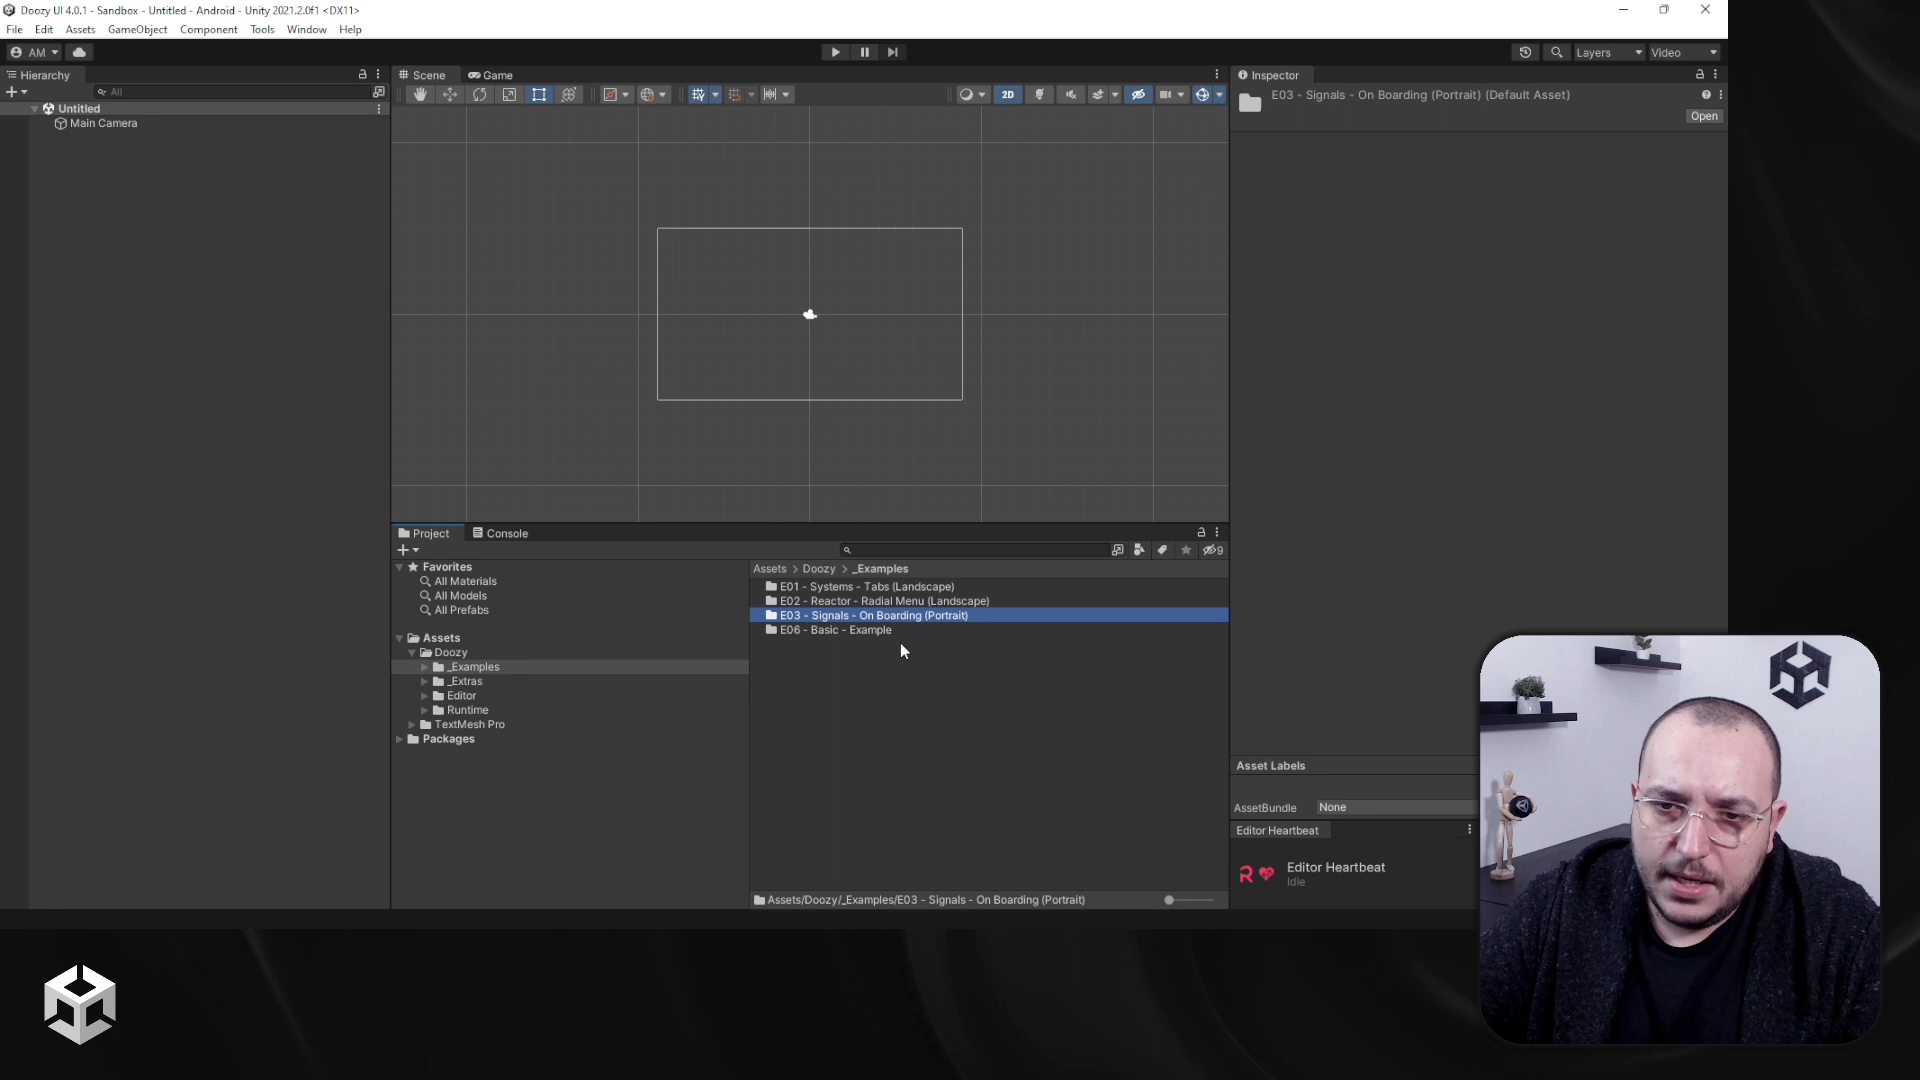 Doozy UI 4.0.1 - Sandbox - Untitled - Android - Unity 2021.2.0f1 <DX11>
File Edit Assets GameObject Component Tools Window Help
AM
Layers
Video
Hierarchy
All
Untitled
Main Camera
Scene
Game
2D
Inspector
E03 - Signals - On Boarding (Portrait) (Default Asset)
Open
Project
Console
9
Favorites
All Materials
All Models
All Prefabs
Assets
Doozy
_Examples
_Extras
Editor
Runtime
TextMesh Pro
Packages
Assets > Doozy > _Examples
E01 - Systems - Tabs (Landscape)
E02 - Reactor - Radial Menu (Landscape)
E03 - Signals - On Boarding (Portrait)
E06 - Basic - Example
Assets/Doozy/_Examples/E03 - Signals - On Boarding (Portrait)
Asset Labels
AssetBundle
None
Editor Heartbeat
Editor Heartbeat
Idle